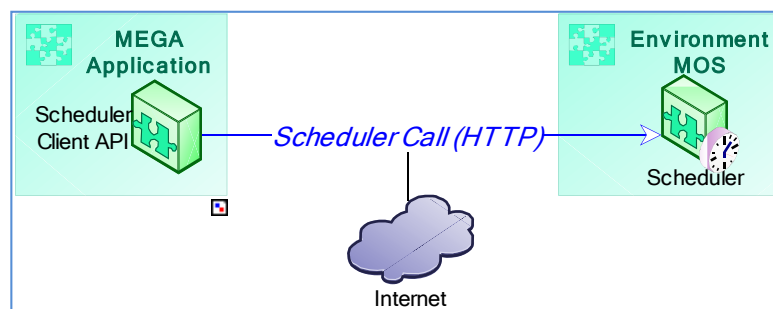 MEGA
Application
Scheduler
Client API
Scheduler Call (HTTP)
Internet
Environment
MOS
Scheduler